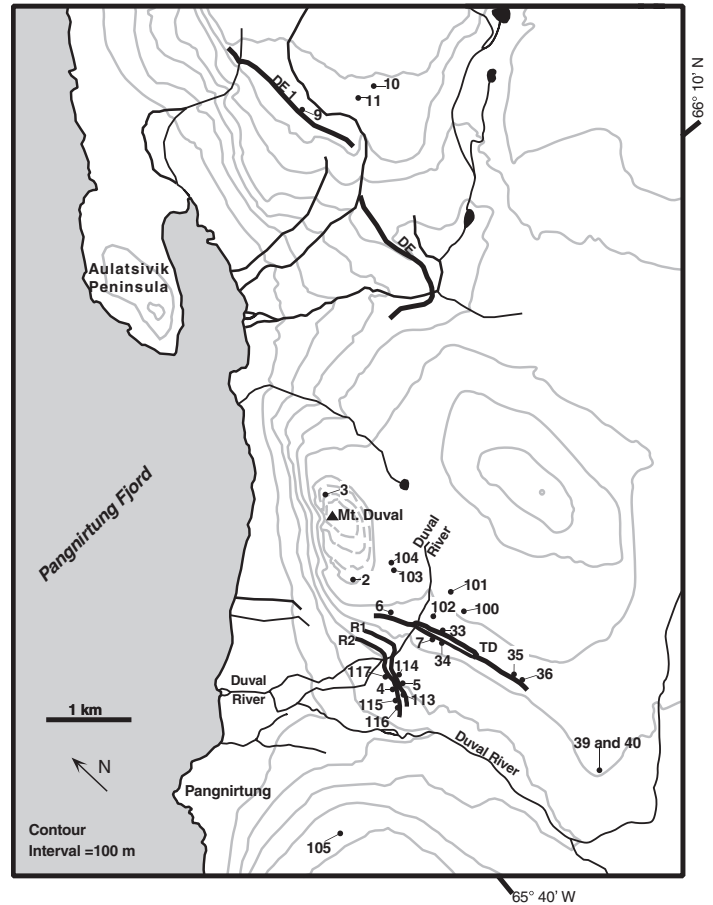 10
11
DF 1
9
66° 10' N
DF
Aulatsivik
Peninsula
Pangnirtung Fjord
3
Mt. Duval
Duval
River
104
103
2
101
6
102
100
R1
33
R2
7
34
TD
35
36
114
117
5
4
113
115
116
Duval
River
1 km
39 and 40
Duval River
N
Pangnirtung
Contour
Interval =100 m
105
65° 40' W